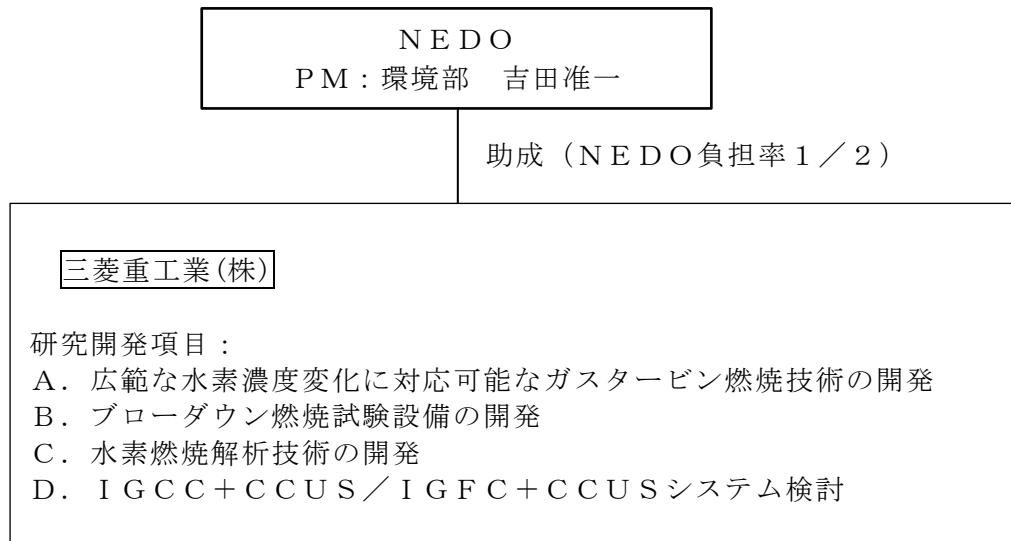 ＮＥＤＯ
ＰＭ：環境部　吉田准一
助成（ＮＥＤＯ負担率１／２）
三菱重工業(株)
研究開発項目：
Ａ．広範な水素濃度変化に対応可能なガスタービン燃焼技術の開発
Ｂ．ブローダウン燃焼試験設備の開発
Ｃ．水素燃焼解析技術の開発
Ｄ．ＩＧＣＣ＋ＣＣＵＳ／ＩＧＦＣ＋ＣＣＵＳシステム検討